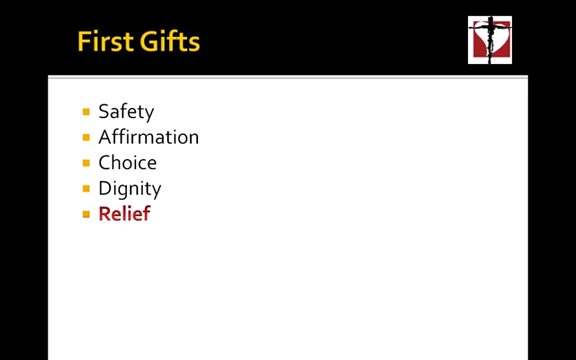 First Gifts
Safety
Affirmation
Choice
Dignity
Relief